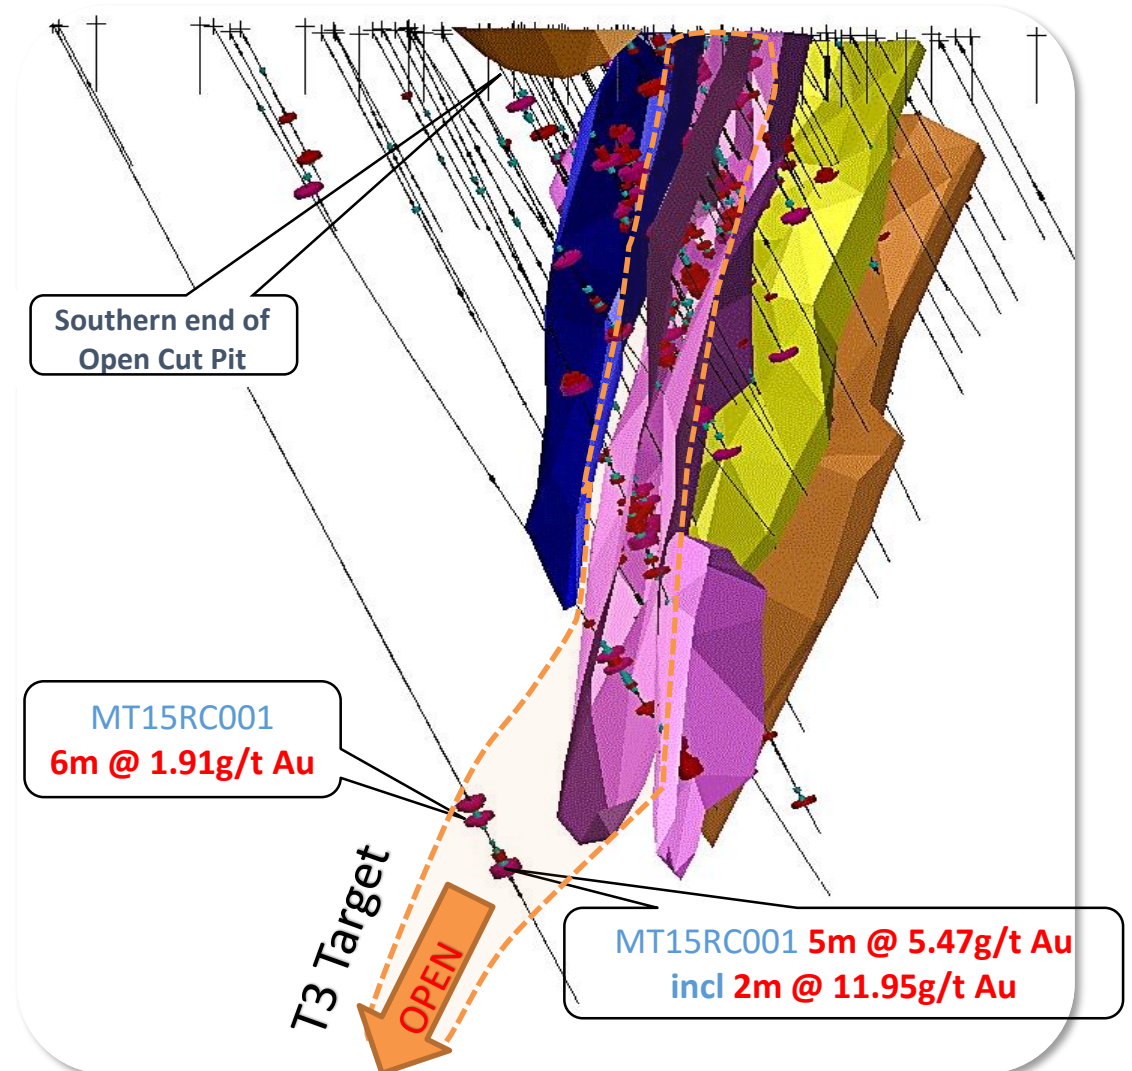 Southern end of
Open Cut Pit
MT15RC001
6m @ 1.91g/t Au
T3 Target
OPEN
MT15RC001 5m @ 5.47g/t Au
incl 2m @ 11.95g/t Au